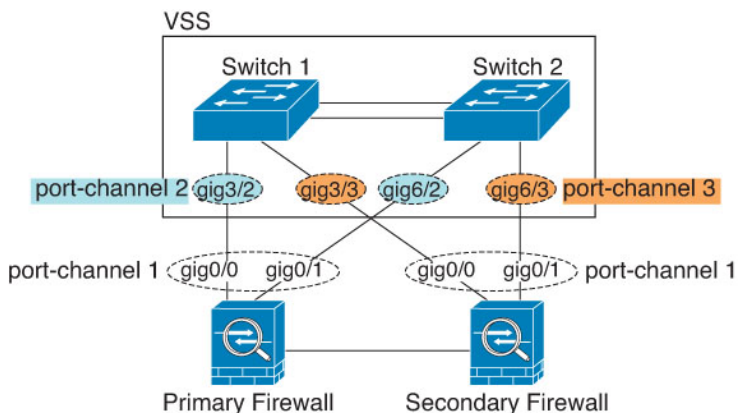 VSS
Switch 1
Switch 2
port-channel 2
gig3/2
gig3/3
gig6/2
gig6/3
port-channel 3
port-channel 1
gig0/0
gig0/1
gig0/0
gig0/1
port-channel 1
Primary Firewall
Secondary Firewall